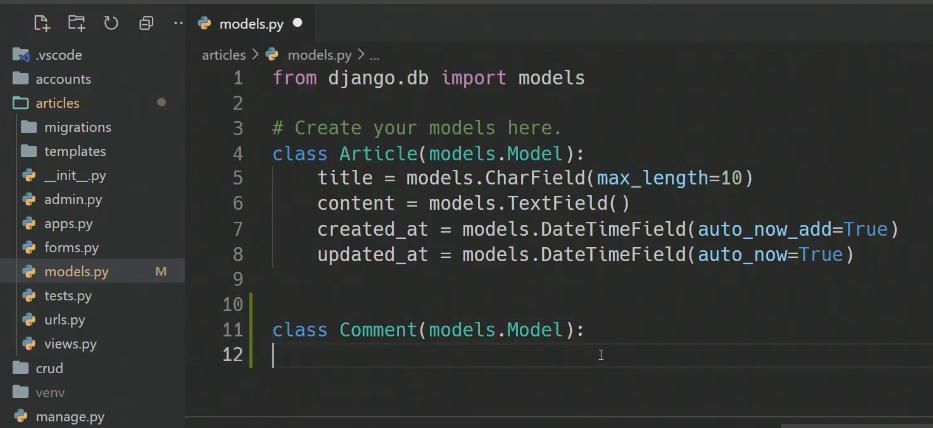 models.py
.vscode
accounts
articles
migrations
templates
__init__.py
admin.py
apps.py
forms.py
models.py M
tests.py
urls.py
views.py
crud
venv
manage.py
articles > models.py > ...
1 from django.db import models
2
3 # Create your models here.
4 class Article(models.Model):
5 title = models.CharField(max_length=10)
6 content = models.TextField()
7 created_at = models.DateTimeField(auto_now_add=True)
8 updated_at = models.DateTimeField(auto_now=True)
9
10
11 class Comment(models.Model):
12